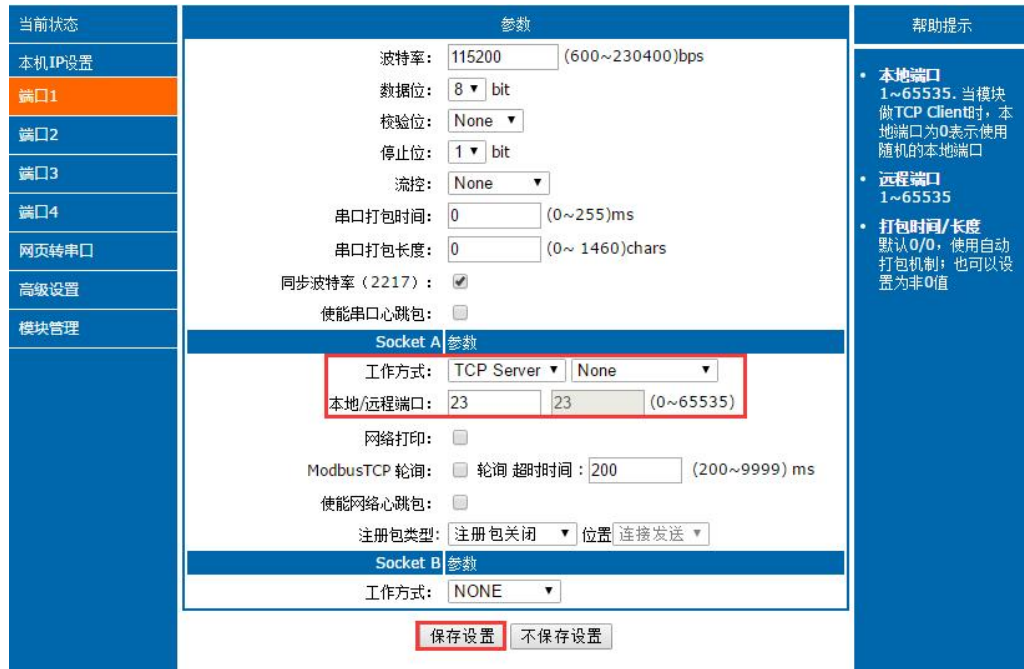 当前状态
本机IP设置
端口1
端口2
端口3
端口4
网页转串口
高级设置
模块管理
参数
波特率： 115200 (600~230400)bps
数据位： 8 bit
校验位： None
停止位： 1 bit
流控： None
串口打包时间： 0 (0~255)ms
串口打包长度： 0 (0~ 1460)chars
同步波特率（2217）：
使能串口心跳包：
Socket A 参数
工作方式： TCP Server None
本地/远程端口： 23 23 (0~65535)
网络打印：
ModbusTCP 轮询： 轮询 超时时间：200 (200~9999) ms
使能网络心跳包：
注册包类型: 注册包关闭 位置 连接发送
Socket B 参数
工作方式： NONE
保存设置 不保存设置
帮助提示
• 本地端口
1~65535. 当模块
做TCP Client时，本
地端口为0表示使用
随机的本地端口
• 远程端口
1~65535
• 打包时间/长度
默认0/0，使用自动
打包机制；也可以设
置为非0值